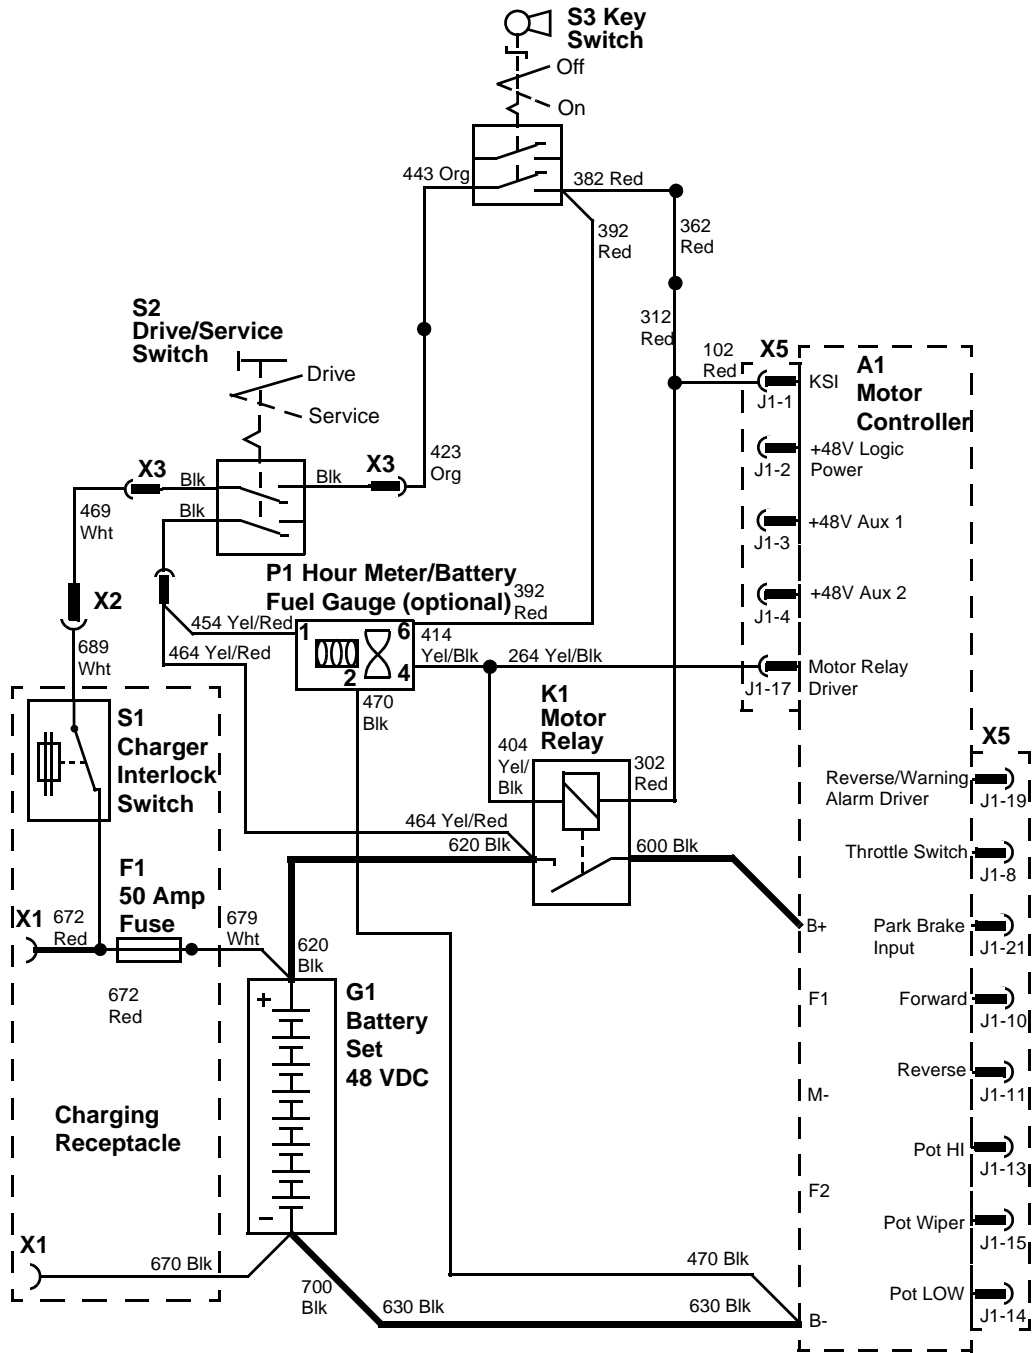 S3 Key
Switch
Off
On
443 Org
382 Red
392
Red
362
Red
312
Red
102
Red
S2
Drive/Service
Switch
Drive
Service
X3
Blk
Blk
X3
423
Org
Blk
469
Wht
X2
689
Wht
X5
A1
Motor
Controller
KSI
J1-1
+48V Logic
Power
J1-2
+48V Aux 1
J1-3
+48V Aux 2
J1-4
Motor Relay
Driver
J1-17
P1 Hour Meter/Battery
Fuel Gauge (optional)
392
Red
454 Yel/Red
464 Yel/Red
1
6
2
4
414
Yel/Blk
264 Yel/Blk
470
Blk
K1
Motor
Relay
404
Yel/
Blk
302
Red
S1
Charger
Interlock
Switch
464 Yel/Red
620 Blk
600 Blk
X5
Reverse/Warning
Alarm Driver
J1-19
Throttle Switch
J1-8
Park Brake
Input
J1-21
Forward
J1-10
Reverse
J1-11
Pot HI
J1-13
Pot Wiper
J1-15
Pot LOW
J1-14
B+
F1
M-
F2
B-
F1
50 Amp
Fuse
X1
672
Red
679
Wht
620
Blk
672
Red
+
G1
Battery
Set
48 VDC
–
Charging
Receptacle
X1
670 Blk
700
Blk
630 Blk
470 Blk
630 Blk